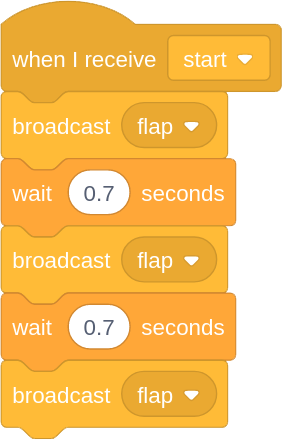 when I receive start
broadcast flap
wait 0.7 seconds
broadcast flap
wait 0.7 seconds
broadcast flap